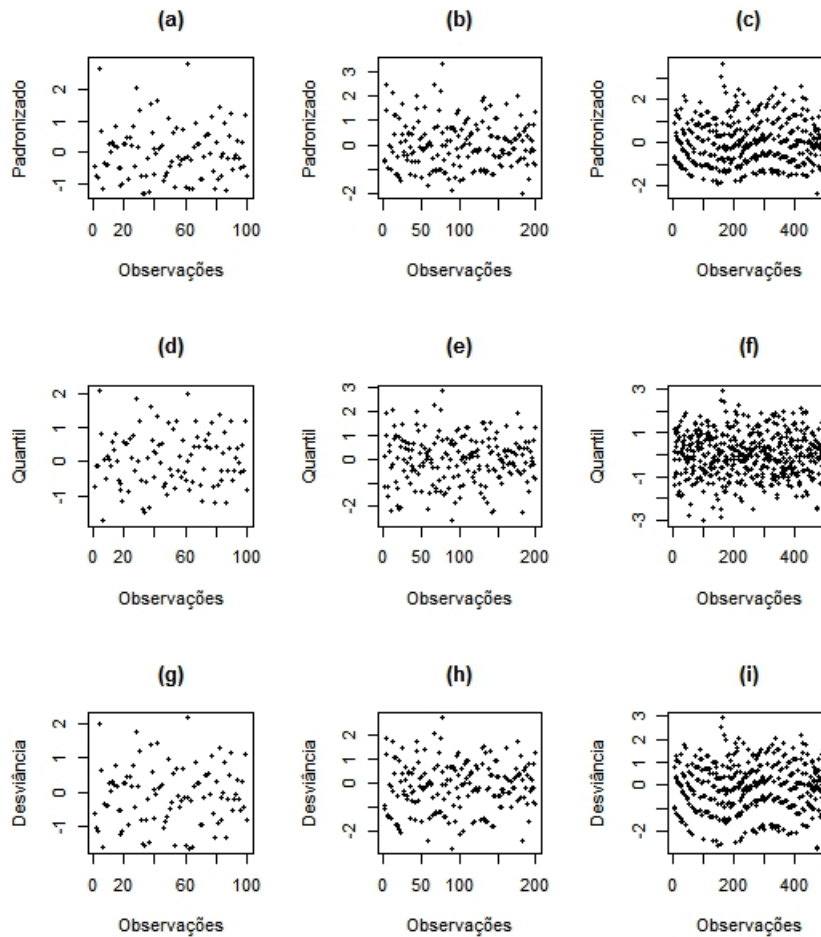 (a)
Padronizado
2
1
0
-1
0 20 60 100
Observações
(b)
Padronizado
3
2
1
0
-2
0 50 100 200
Observações
(c)
Padronizado
2
0
-2
0 200 400
Observações
(d)
Quantil
2
1
0
-1
0 20 60 100
Observações
(e)
Quantil
3
2
1
0
-2
0 50 100 200
Observações
(f)
Quantil
3
1
-1
-3
0 200 400
Observações
(g)
Desviância
2
1
0
-1
0 20 60 100
Observações
(h)
Desviância
2
1
0
-2
0 50 100 200
Observações
(i)
Desviância
3
2
1
0
-2
0 200 400
Observações